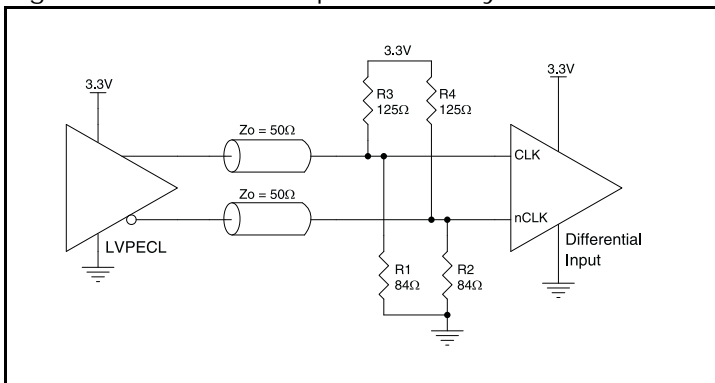 3.3V
3.3V
R3
125Ω
R4
125Ω
3.3V
Zo = 50Ω
CLK
Zo = 50Ω
nCLK
LVPECL
Differential
Input
R1
84Ω
R2
84Ω